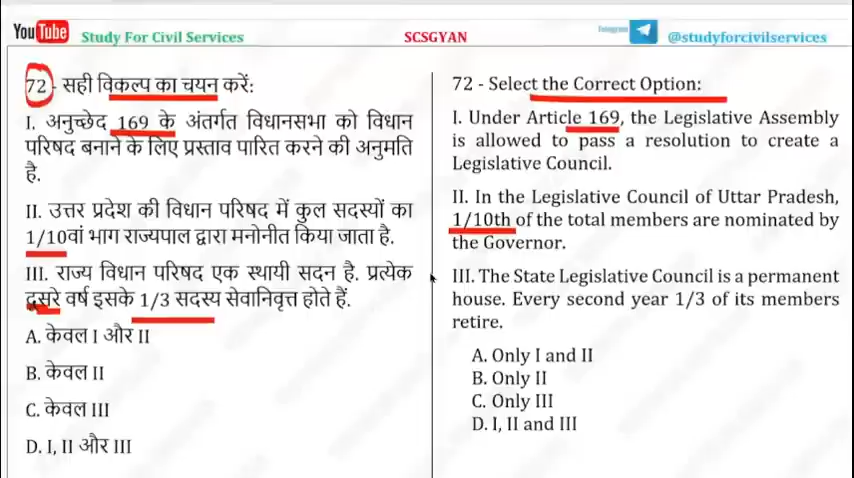 YouTube Study For Civil Services
SCSGYAN
Telegram @studyforcivilservices
72 - सही विकल्प का चयन करें:
I. अनुच्छेद 169 के अंतर्गत विधानसभा को विधान
परिषद बनाने के लिए प्रस्ताव पारित करने की अनुमति
है.
II. उत्तर प्रदेश की विधान परिषद में कुल सदस्यों का
1/10वां भाग राज्यपाल द्वारा मनोनीत किया जाता है.
III. राज्य विधान परिषद एक स्थायी सदन है. प्रत्येक
दूसरे वर्ष इसके 1/3 सदस्य सेवानिवृत्त होते हैं.
A. केवल I और II
B. केवल II
C. केवल III
D. I, II और III
72 - Select the Correct Option:
I. Under Article 169, the Legislative Assembly
is allowed to pass a resolution to create a
Legislative Council.
II. In the Legislative Council of Uttar Pradesh,
1/10th of the total members are nominated by
the Governor.
III. The State Legislative Council is a permanent
house. Every second year 1/3 of its members
retire.
A. Only I and II
B. Only II
C. Only III
D. I, II and III